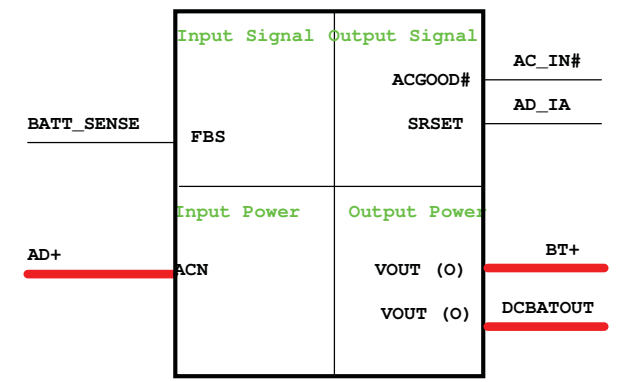 Input Signal Output Signal
AC_IN#
ACGOOD#
AD_IA
BATT_SENSE
SRSET
FBS
Input Power Output Power
AD+
BT+
ACN
VOUT (O)
DCBATOUT
VOUT (O)